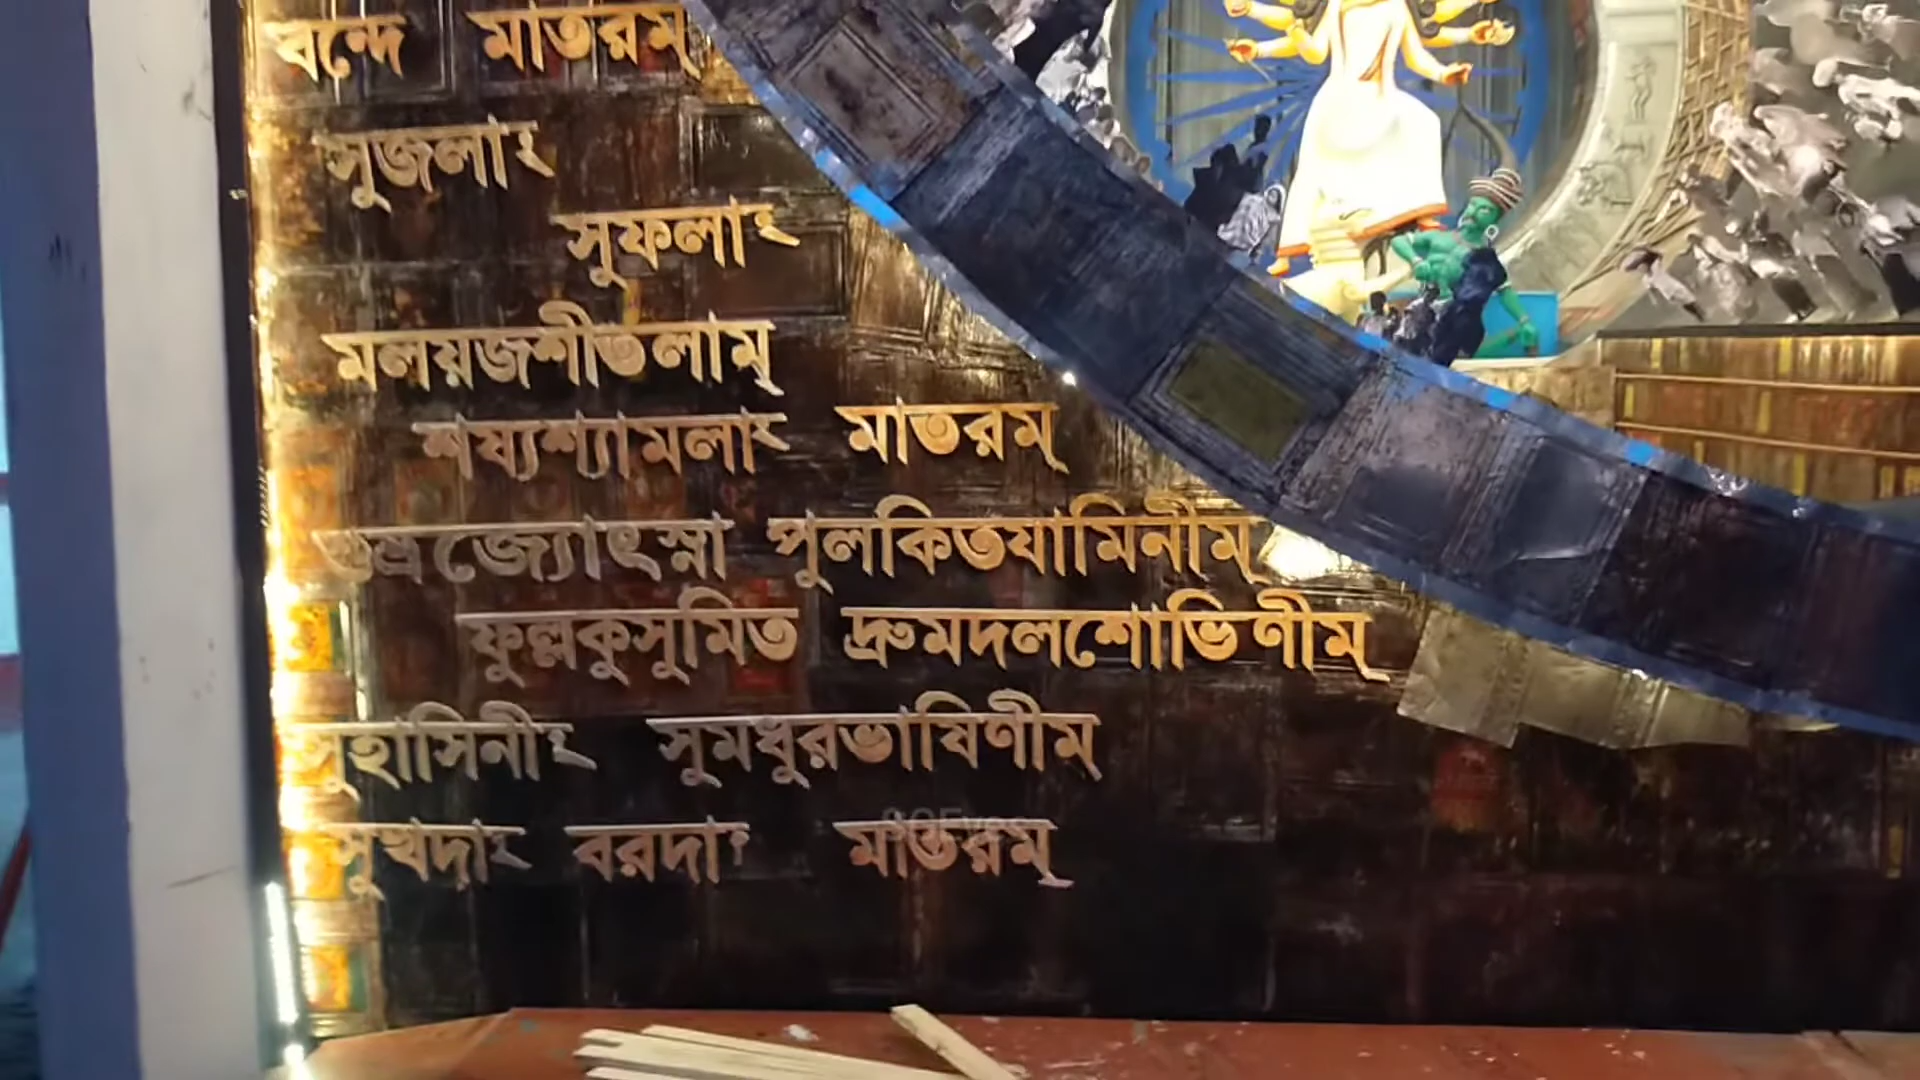 বন্দে মাতরম্
সুজলাং
সুফলাং
মলয়জশীতলাম্
শষ্যশ্যামলাং মাতরম্
শুভ্রজ্যোৎস্না পুলকিতযামিনীম্
ফুল্লকুসুমিত দ্রুমদলশোভিণীম্
সুহাসিনীং সুমধুরভাষিণীম্
সুখদাং বরদাং মাতরম্